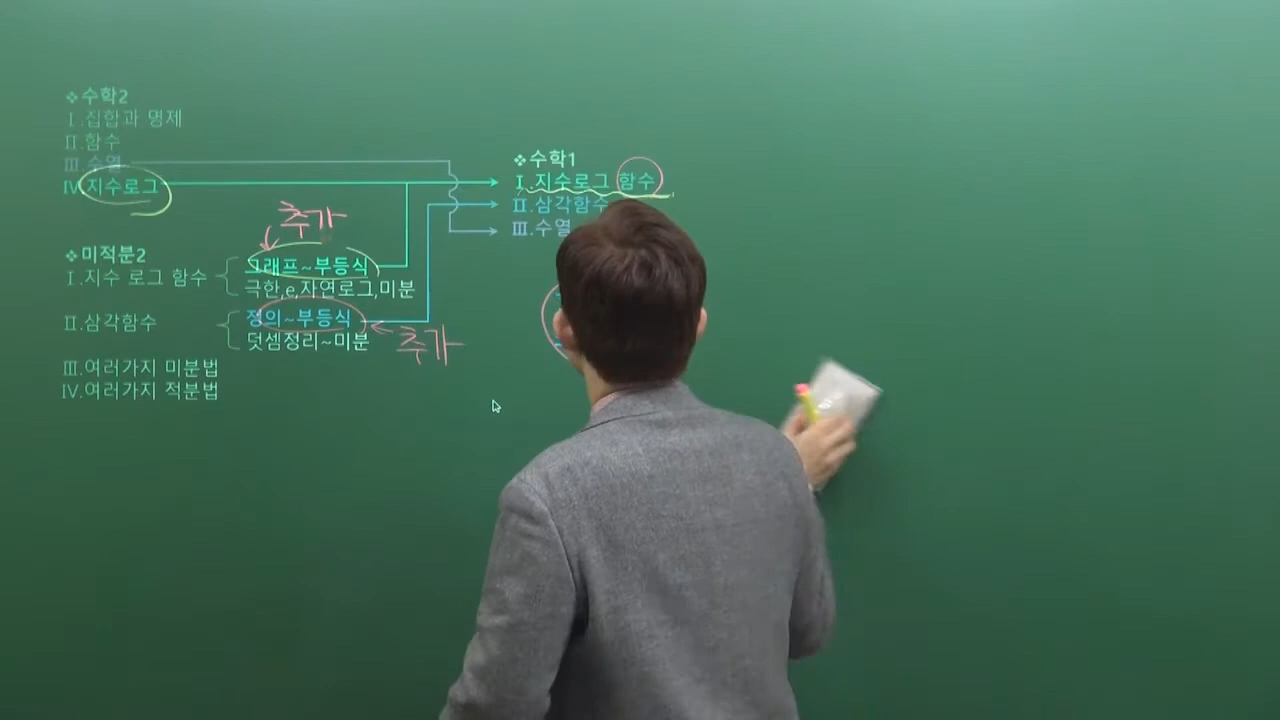 ❖수학2
Ⅰ.집합과 명제
Ⅱ.함수
Ⅲ.수열
Ⅳ.지수로그
❖수학1
Ⅰ.지수로그 함수
Ⅱ.삼각함수
Ⅲ.수열
추가
❖미적분2
Ⅰ.지수 로그 함수
그래프~부등식
극한,e,자연로그,미분
Ⅱ.삼각함수
정의~부등식
덧셈정리~미분
추가
Ⅲ.여러가지 미분법
Ⅳ.여러가지 적분법